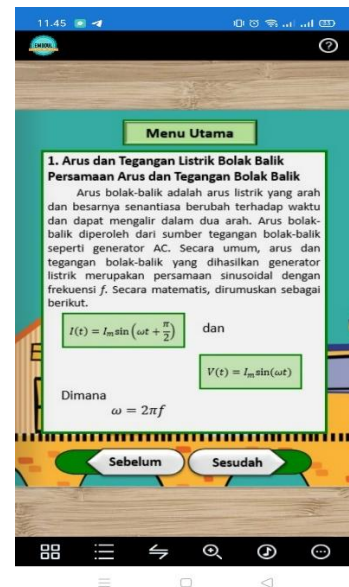 11.45
EMODUL
Menu Utama
1. Arus dan Tegangan Listrik Bolak Balik
Persamaan Arus dan Tegangan Bolak Balik
Arus bolak-balik adalah arus listrik yang arah
dan besarnya senantiasa berubah terhadap waktu
dan dapat mengalir dalam dua arah. Arus bolak-
balik diperoleh dari sumber tegangan bolak-balik
seperti generator AC. Secara umum, arus dan
tegangan bolak-balik yang dihasilkan generator
listrik merupakan persamaan sinusoidal dengan
frekuensi f. Secara matematis, dirumuskan sebagai
berikut.
I(t) = Iₘsin(ωt + π/2) dan
V(t) = Iₘsin(ωt)
Dimana
ω = 2πf
Sebelum Sesudah